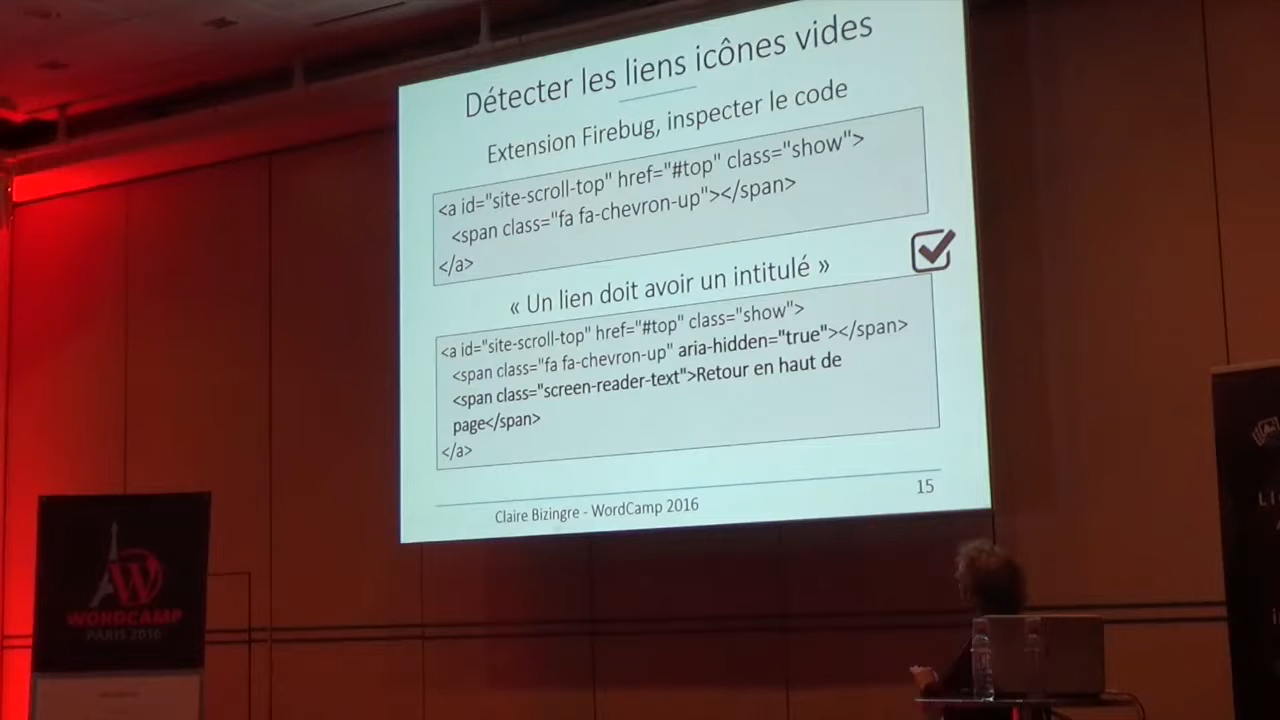 Détecter les liens icônes vides
Extension Firebug, inspecter le code
<a id="site-scroll-top" href="#top" class="show">
<span class="fa fa-chevron-up"></span>
</a>
« Un lien doit avoir un intitulé »
<a id="site-scroll-top" href="#top" class="show">
<span class="fa fa-chevron-up" aria-hidden="true"></span>
<span class="screen-reader-text">Retour en haut de
page</span>
</a>
Claire Bizingre - WordCamp 2016
15
W
WORDCAMP
PARIS 2016